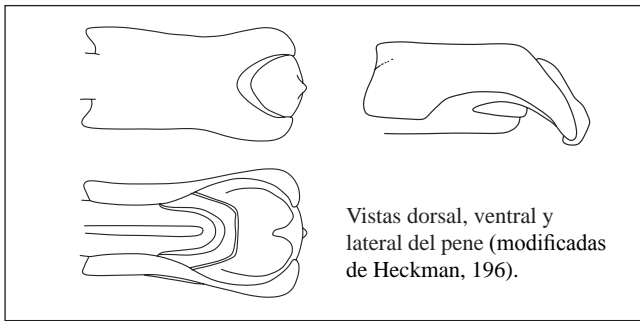 Vistas dorsal, ventral y
lateral del pene (modificadas
de Heckman, 196).